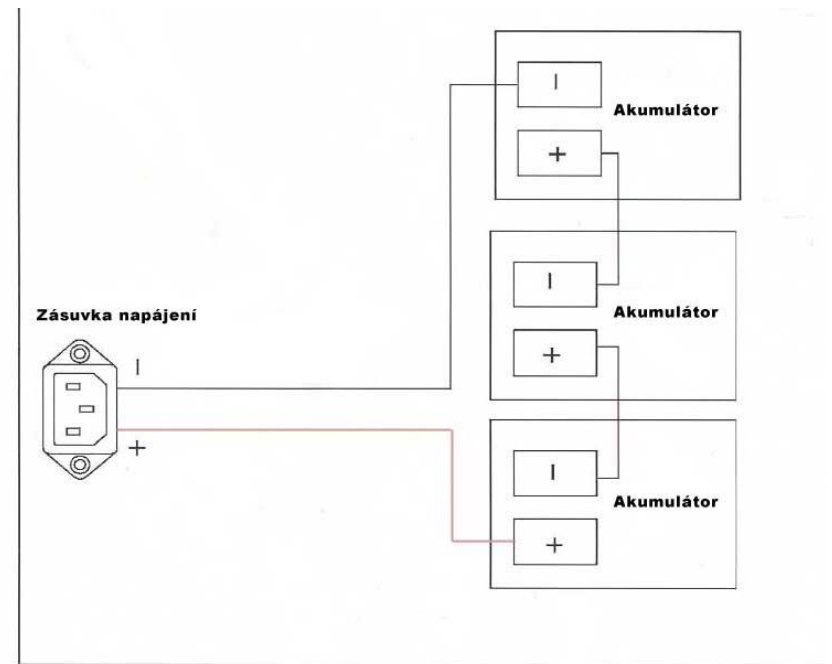 Akumulátor
+
Akumulátor
+
Zásuvka napájení
+
Akumulátor
+